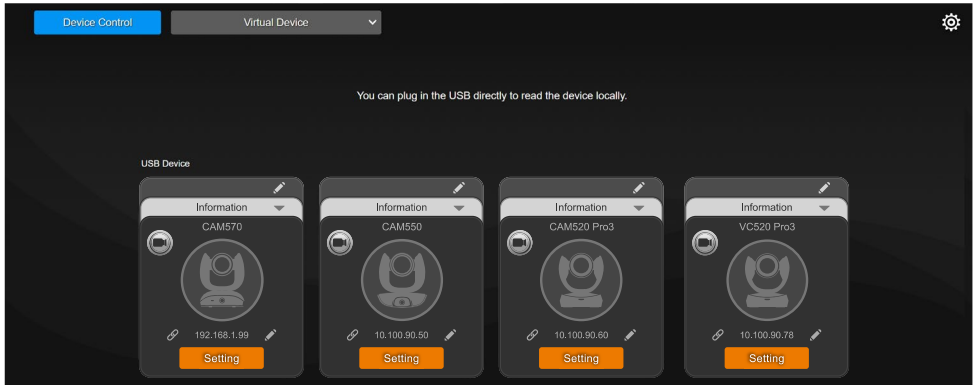 Device Control
Virtual Device
You can plug in the USB directly to read the device locally.
USB Device
Information
CAM570
192.168.1.99
Setting
Information
CAM550
10.100.90.50
Setting
Information
CAM520 Pro3
10.100.90.60
Setting
Information
VC520 Pro3
10.100.90.78
Setting